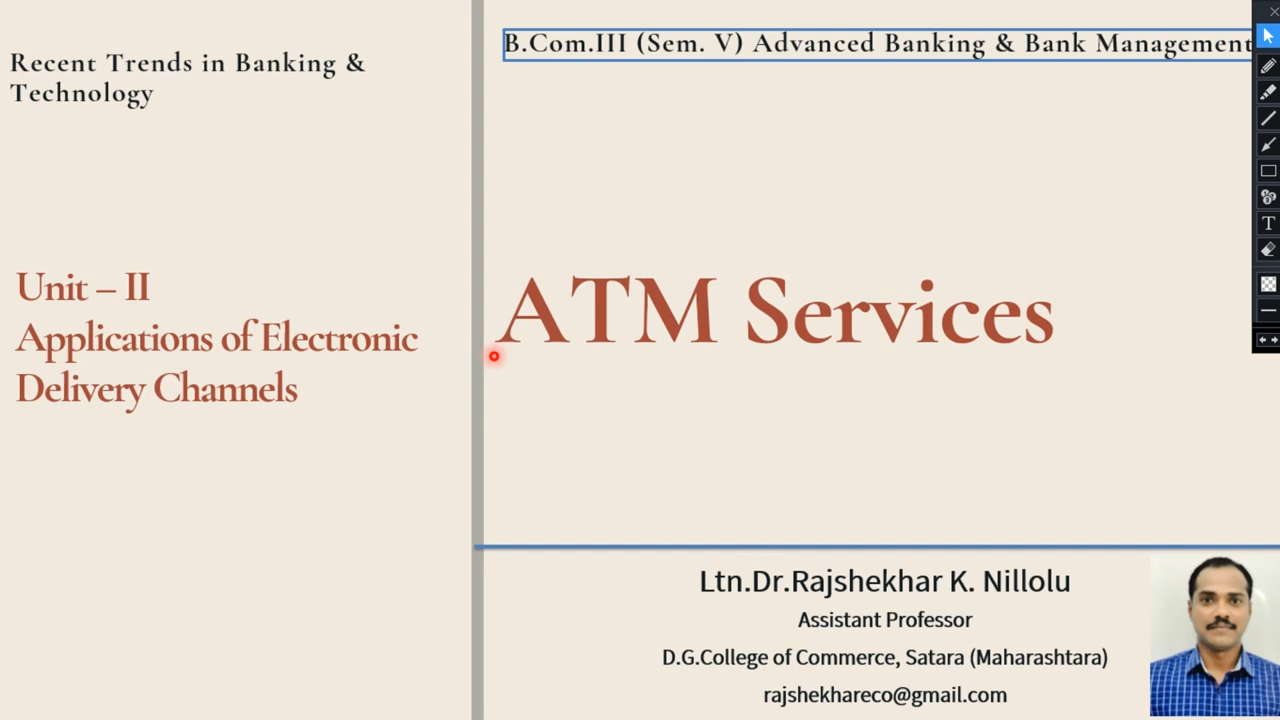 Recent Trends in Banking &
Technology
Unit – II
Applications of Electronic
Delivery Channels
B.Com.III (Sem. V) Advanced Banking & Bank Management
ATM Services
Ltn.Dr.Rajshekhar K. Nillolu
Assistant Professor
D.G.College of Commerce, Satara (Maharashtra)
rajshekhareco@gmail.com
T